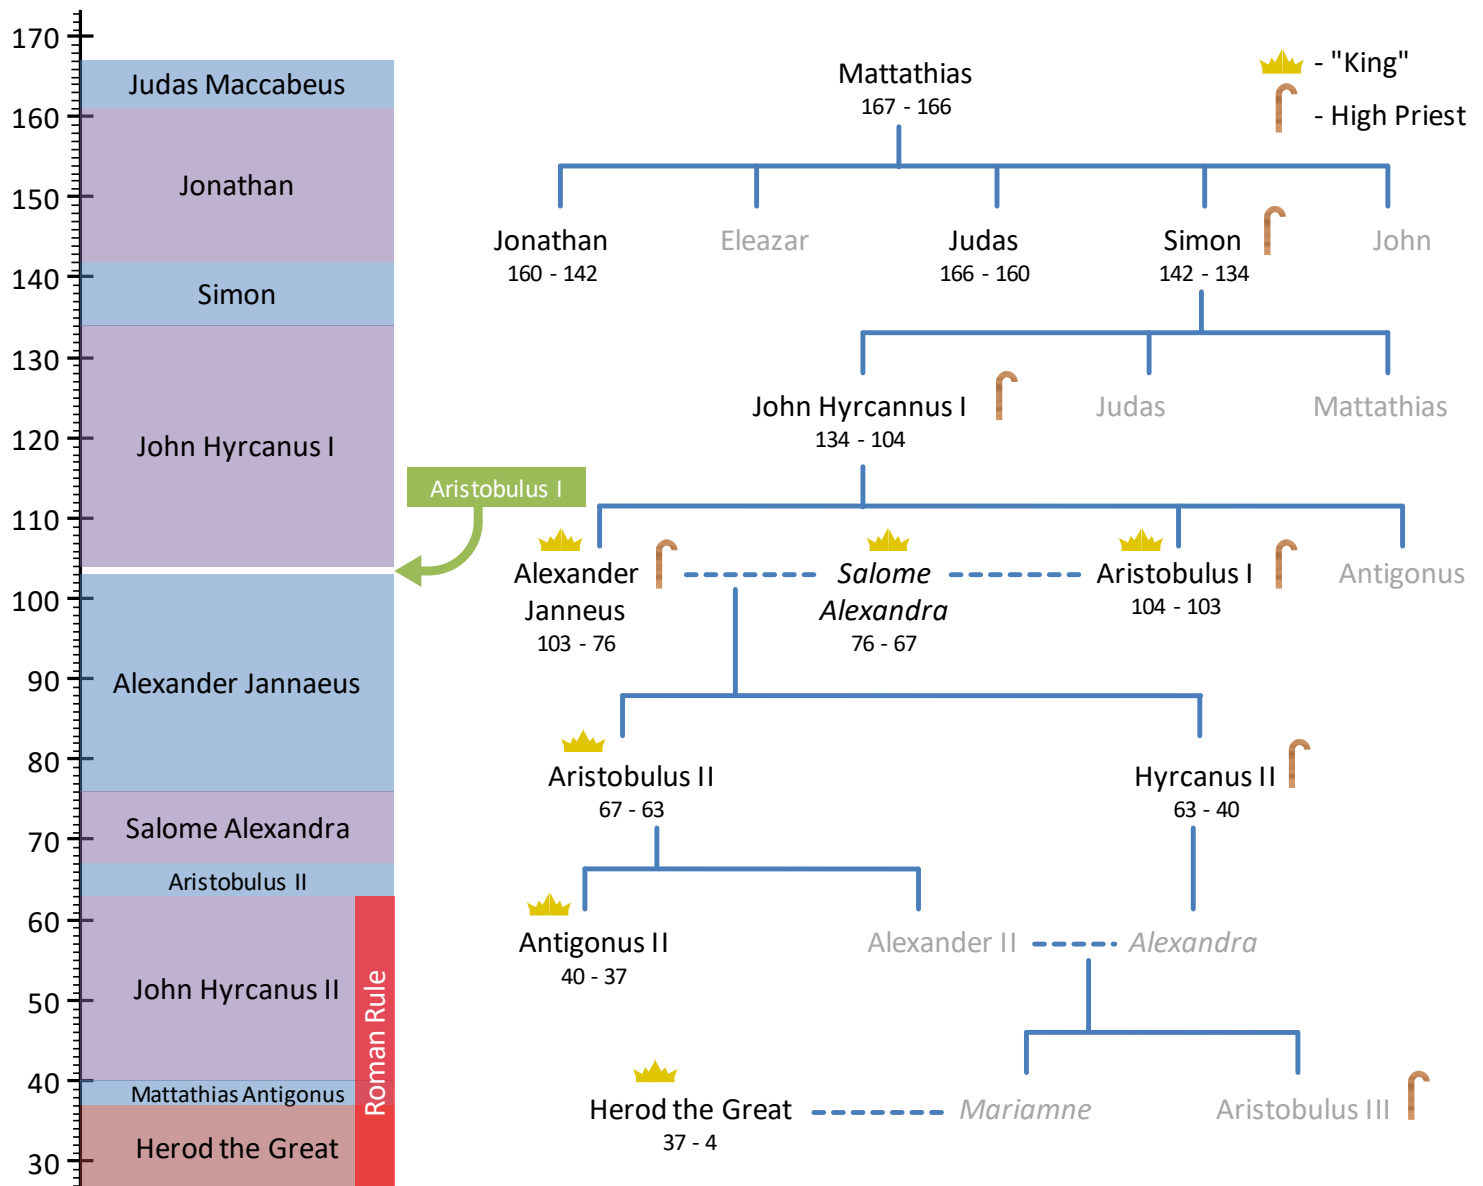 170
160
150
140
130
120
110
100
90
80
70
60
50
40
30
Judas Maccabeus
Jonathan
Simon
John Hyrcanus I
Aristobulus I
Alexander Jannaeus
Salome Alexandra
Aristobulus II
John Hyrcanus II
Mattathias Antigonus
Herod the Great
Roman Rule
- "King"
- High Priest
Mattathias
167 - 166
Jonathan
160 - 142
Eleazar
Judas
166 - 160
Simon
142 - 134
John
John Hyrcannus I
134 - 104
Judas
Mattathias
Alexander
Janneus
103 - 76
Salome
Alexandra
76 - 67
Aristobulus I
104 - 103
Antigonus
Aristobulus II
67 - 63
Hyrcanus II
63 - 40
Antigonus II
40 - 37
Alexander II
Alexandra
Herod the Great
37 - 4
Mariamne
Aristobulus III